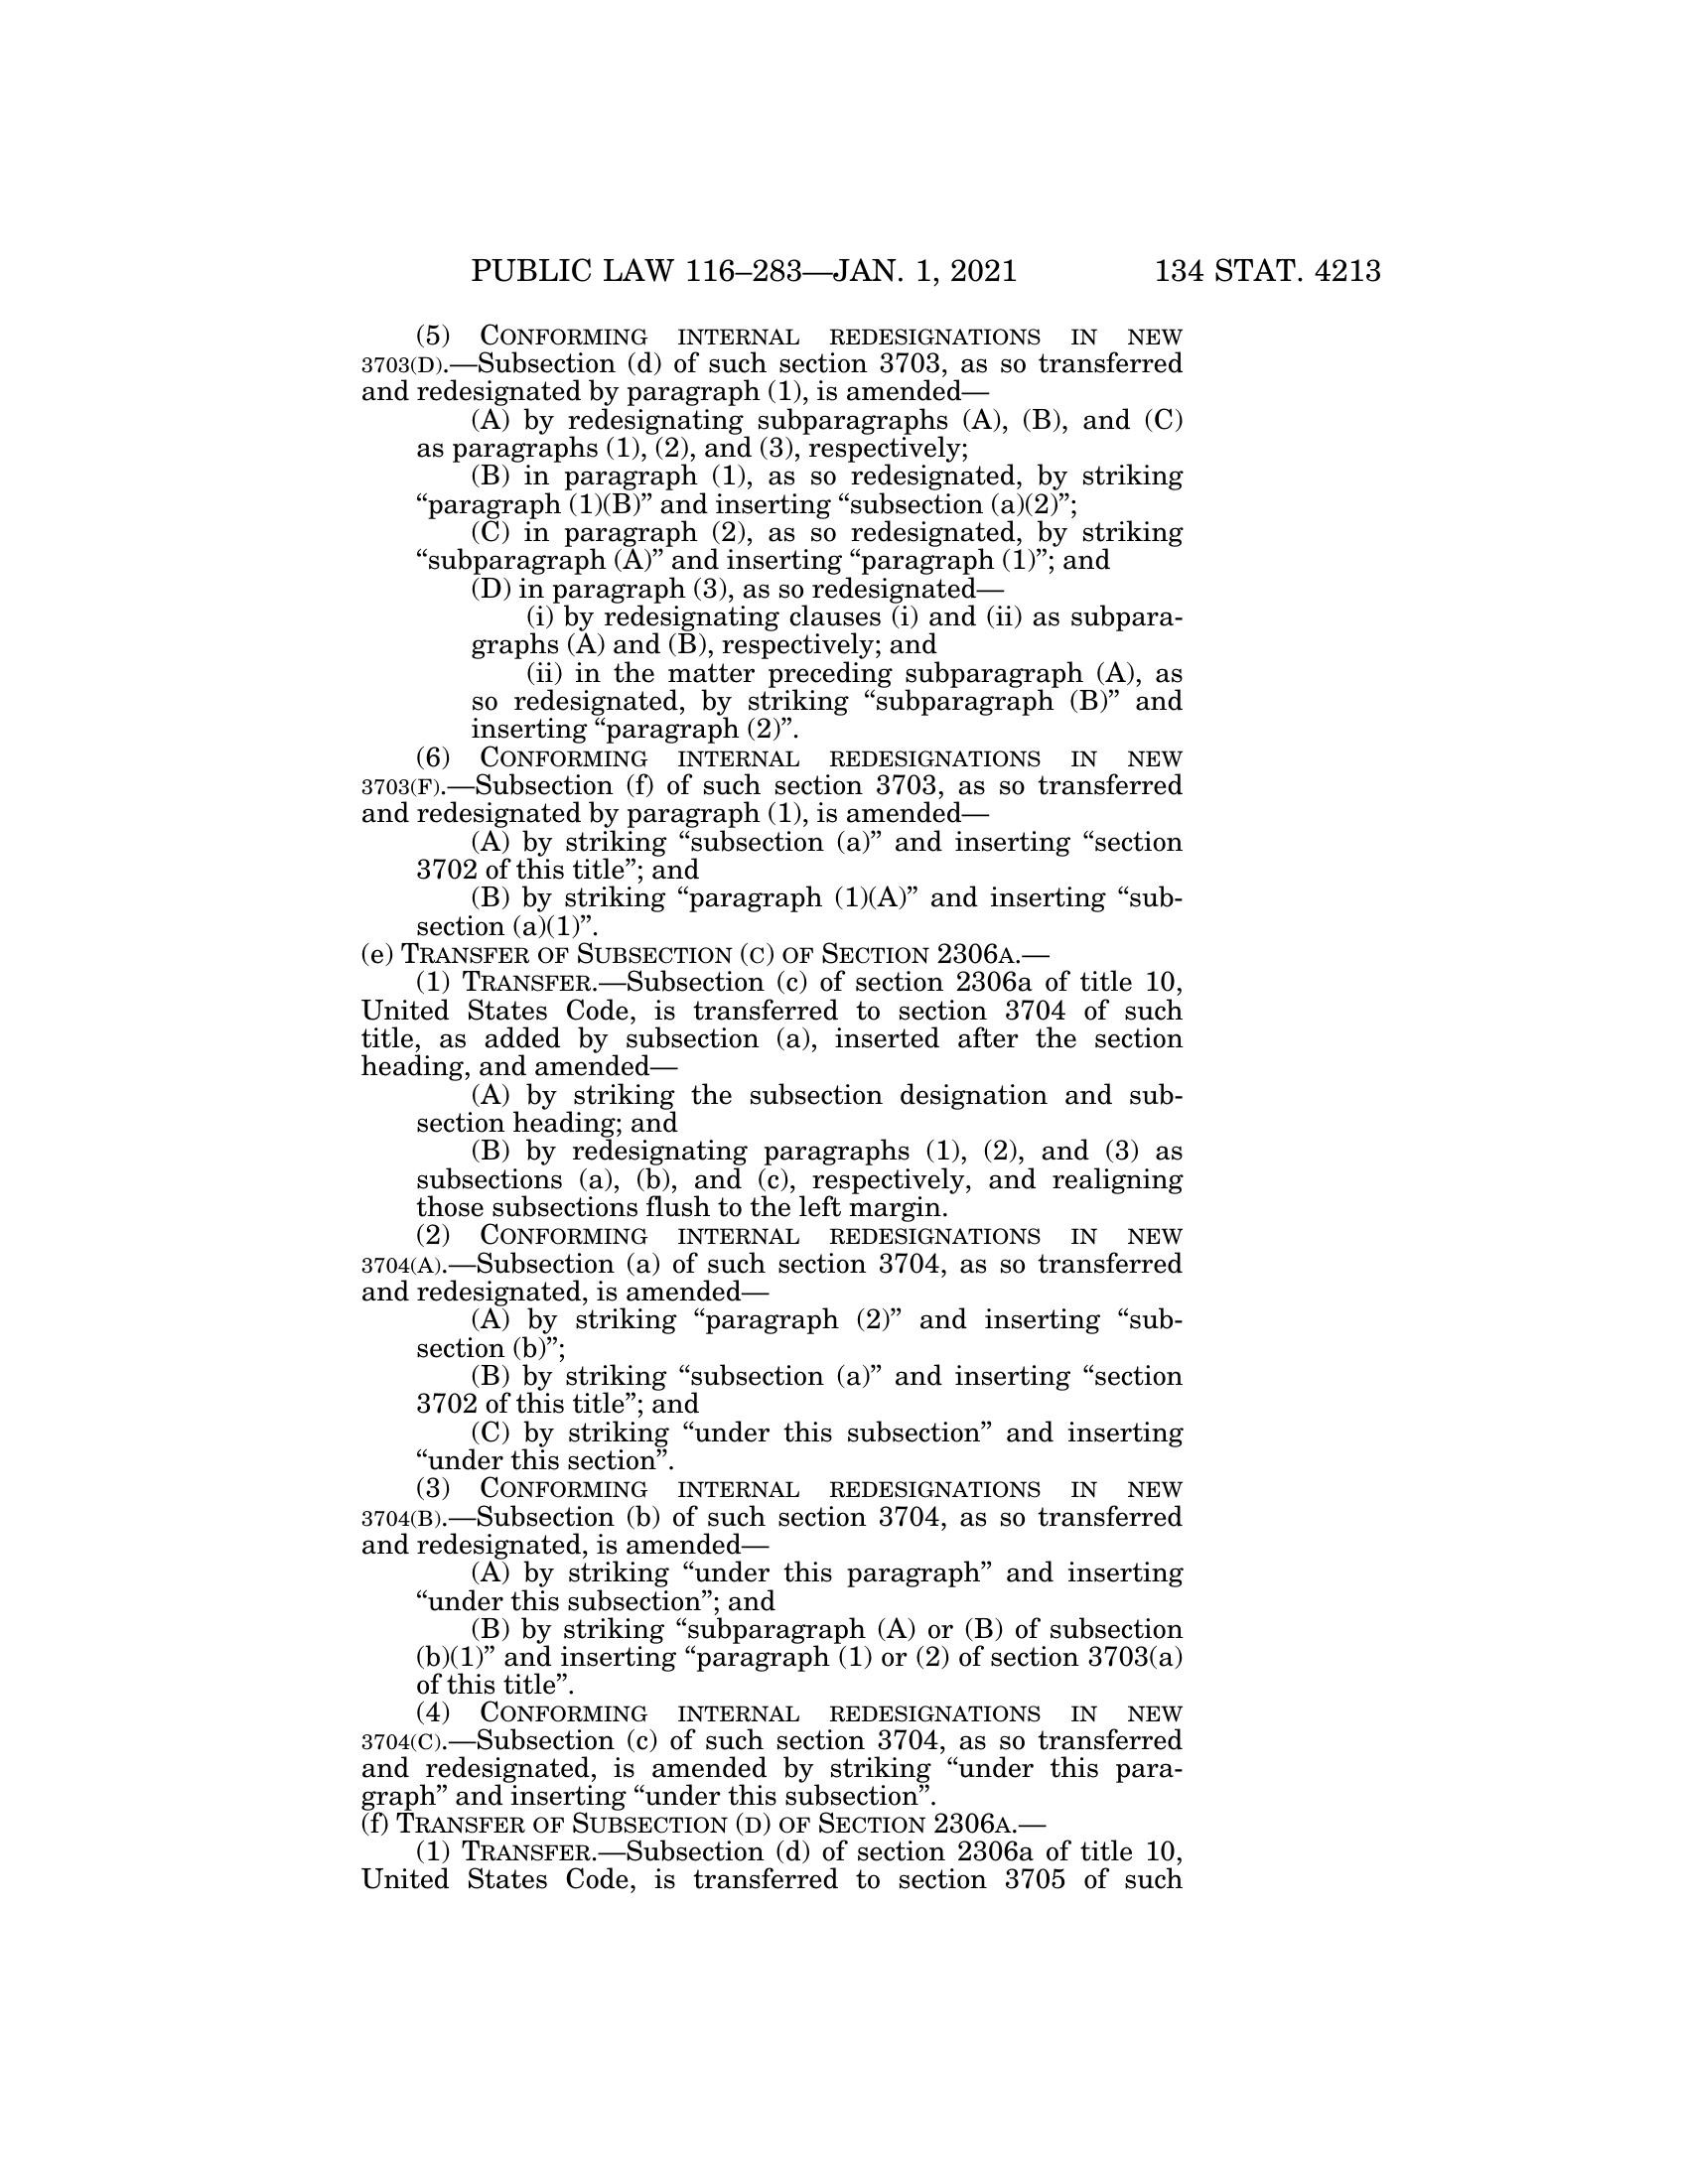 PUBLIC LAW 116–283—JAN. 1, 2021 134 STAT. 4213
(5) CONFORMING INTERNAL REDESIGNATIONS IN NEW
3703(D).—Subsection (d) of such section 3703, as so transferred
and redesignated by paragraph (1), is amended—
(A) by redesignating subparagraphs (A), (B), and (C)
as paragraphs (1), (2), and (3), respectively;
(B) in paragraph (1), as so redesignated, by striking
“paragraph (1)(B)” and inserting “subsection (a)(2)”;
(C) in paragraph (2), as so redesignated, by striking
“subparagraph (A)” and inserting “paragraph (1)”; and
(D) in paragraph (3), as so redesignated—
(i) by redesignating clauses (i) and (ii) as subpara-
graphs (A) and (B), respectively; and
(ii) in the matter preceding subparagraph (A), as
so redesignated, by striking “subparagraph (B)” and
inserting “paragraph (2)”.
(6) CONFORMING INTERNAL REDESIGNATIONS IN NEW
3703(F).—Subsection (f) of such section 3703, as so transferred
and redesignated by paragraph (1), is amended—
(A) by striking “subsection (a)” and inserting “section
3702 of this title”; and
(B) by striking “paragraph (1)(A)” and inserting “sub-
section (a)(1)”.
(e) TRANSFER OF SUBSECTION (C) OF SECTION 2306A.—
(1) TRANSFER.—Subsection (c) of section 2306a of title 10,
United States Code, is transferred to section 3704 of such
title, as added by subsection (a), inserted after the section
heading, and amended—
(A) by striking the subsection designation and sub-
section heading; and
(B) by redesignating paragraphs (1), (2), and (3) as
subsections (a), (b), and (c), respectively, and realigning
those subsections flush to the left margin.
(2) CONFORMING INTERNAL REDESIGNATIONS IN NEW
3704(A).—Subsection (a) of such section 3704, as so transferred
and redesignated, is amended—
(A) by striking “paragraph (2)” and inserting “sub-
section (b)”;
(B) by striking “subsection (a)” and inserting “section
3702 of this title”; and
(C) by striking “under this subsection” and inserting
“under this section”.
(3) CONFORMING INTERNAL REDESIGNATIONS IN NEW
3704(B).—Subsection (b) of such section 3704, as so transferred
and redesignated, is amended—
(A) by striking “under this paragraph” and inserting
“under this subsection”; and
(B) by striking “subparagraph (A) or (B) of subsection
(b)(1)” and inserting “paragraph (1) or (2) of section 3703(a)
of this title”.
(4) CONFORMING INTERNAL REDESIGNATIONS IN NEW
3704(C).—Subsection (c) of such section 3704, as so transferred
and redesignated, is amended by striking “under this para-
graph” and inserting “under this subsection”.
(f) TRANSFER OF SUBSECTION (D) OF SECTION 2306A.—
(1) TRANSFER.—Subsection (d) of section 2306a of title 10,
United States Code, is transferred to section 3705 of such